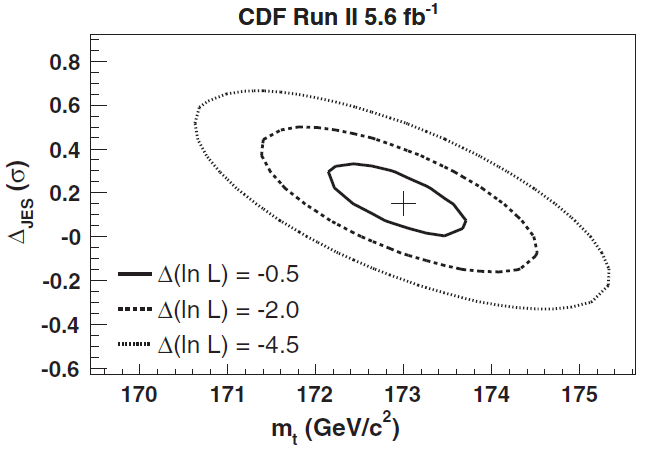 CDF Run II 5.6 fb⁻¹
Δ_JES (σ)
0.8
0.6
0.4
0.2
-0
-0.2
-0.4
-0.6
Δ(ln L) = -0.5
Δ(ln L) = -2.0
Δ(ln L) = -4.5
170 171 172 173 174 175
m_t (GeV/c²)